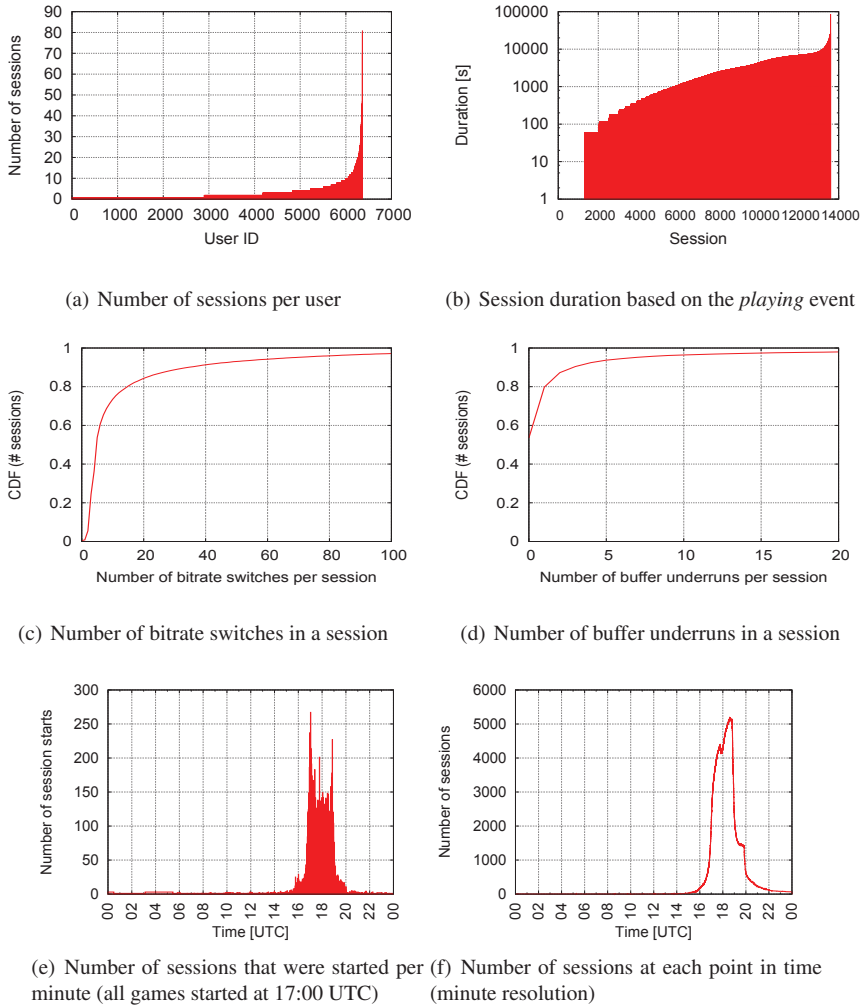 90
80
70
60
50
40
30
20
10
0
Number of sessions
0 1000 2000 3000 4000 5000 6000 7000
User ID
(a) Number of sessions per user
100000
10000
1000
100
10
1
Duration [s]
0 2000 4000 6000 8000 10000 12000 14000
Session
(b) Session duration based on the playing event
1
0.8
0.6
0.4
0.2
0
CDF (# sessions)
0 20 40 60 80 100
Number of bitrate switches per session
(c) Number of bitrate switches in a session
1
0.8
0.6
0.4
0.2
0
CDF (# sessions)
0 5 10 15 20
Number of buffer underruns per session
(d) Number of buffer underruns in a session
300
250
200
150
100
50
0
Number of session starts
00 02 04 06 08 10 12 14 16 18 20 22 00
Time [UTC]
(e) Number of sessions that were started per
minute (all games started at 17:00 UTC)
6000
5000
4000
3000
2000
1000
0
Number of sessions
00 02 04 06 08 10 12 14 16 18 20 22 00
Time [UTC]
(f) Number of sessions at each point in time
(minute resolution)